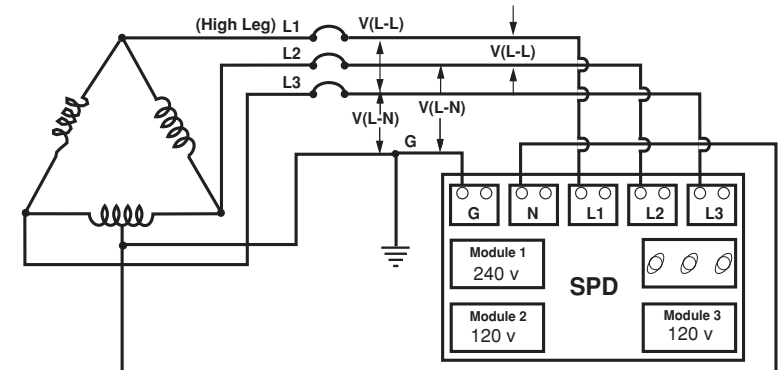 (High Leg) L1 V(L-L)
L2 V(L-L)
L3
V(L-N) V(L-N)
G
G N L1 L2 L3
Module 1
240 v
SPD
Module 2
120 v
Module 3
120 v